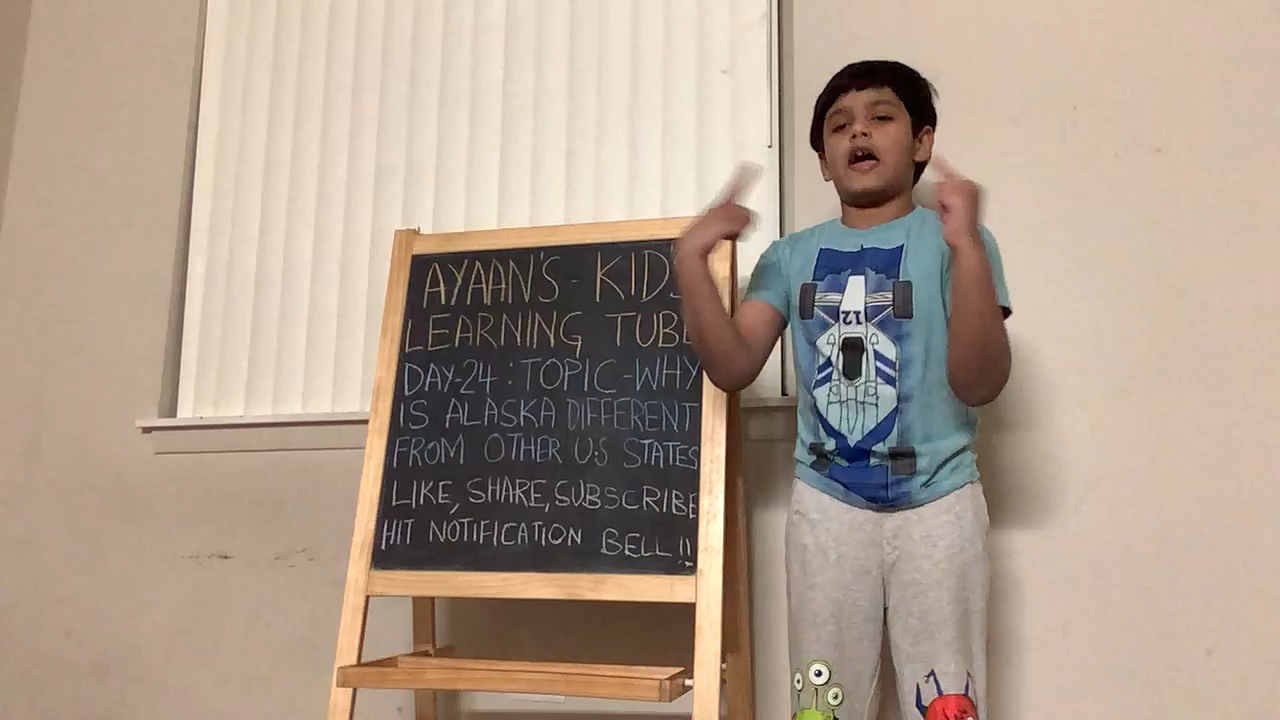 AYAAN'S - KIDS
LEARNING TUBE
DAY-24 : TOPIC - WHY
IS ALASKA DIFFERENT
FROM OTHER U.S STATES
LIKE, SHARE, SUBSCRIBE
HIT NOTIFICATION BELL!!
12